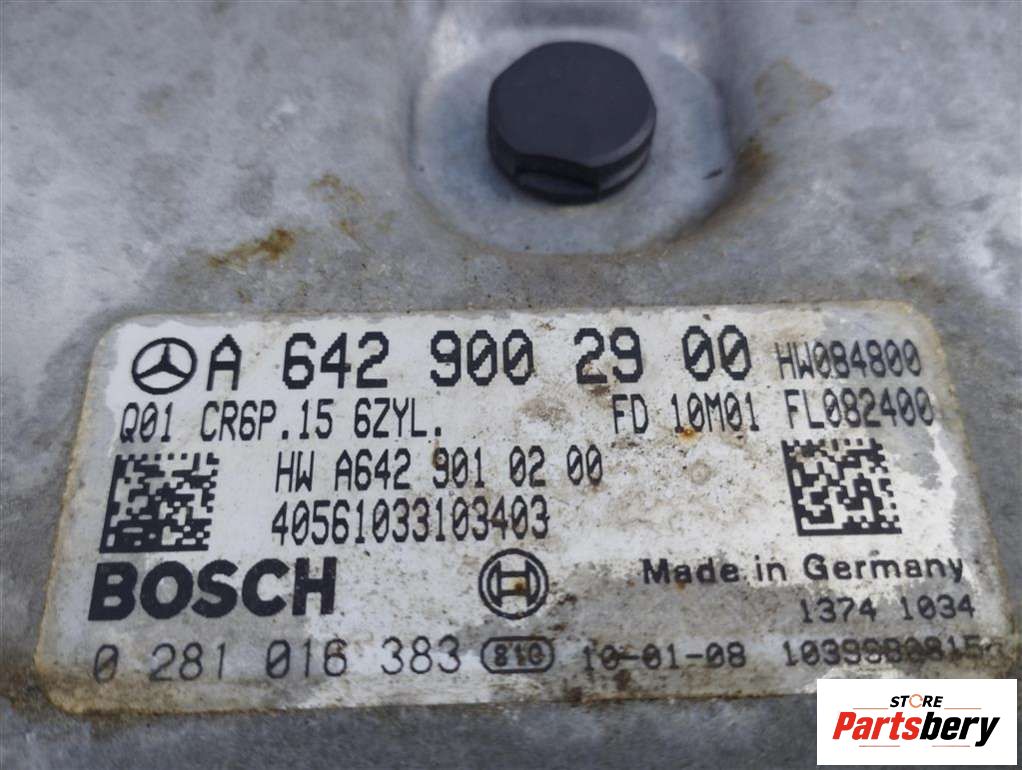 A 642 900 29 00 HW084800
Q01 CR6P.15 6ZYL. FD 10M01 FL082400
HW A642 901 02 00
40561033103403
BOSCH Made in Germany
1374 1034
0 281 016 383 810 10-01-08
STORE
Partsbery